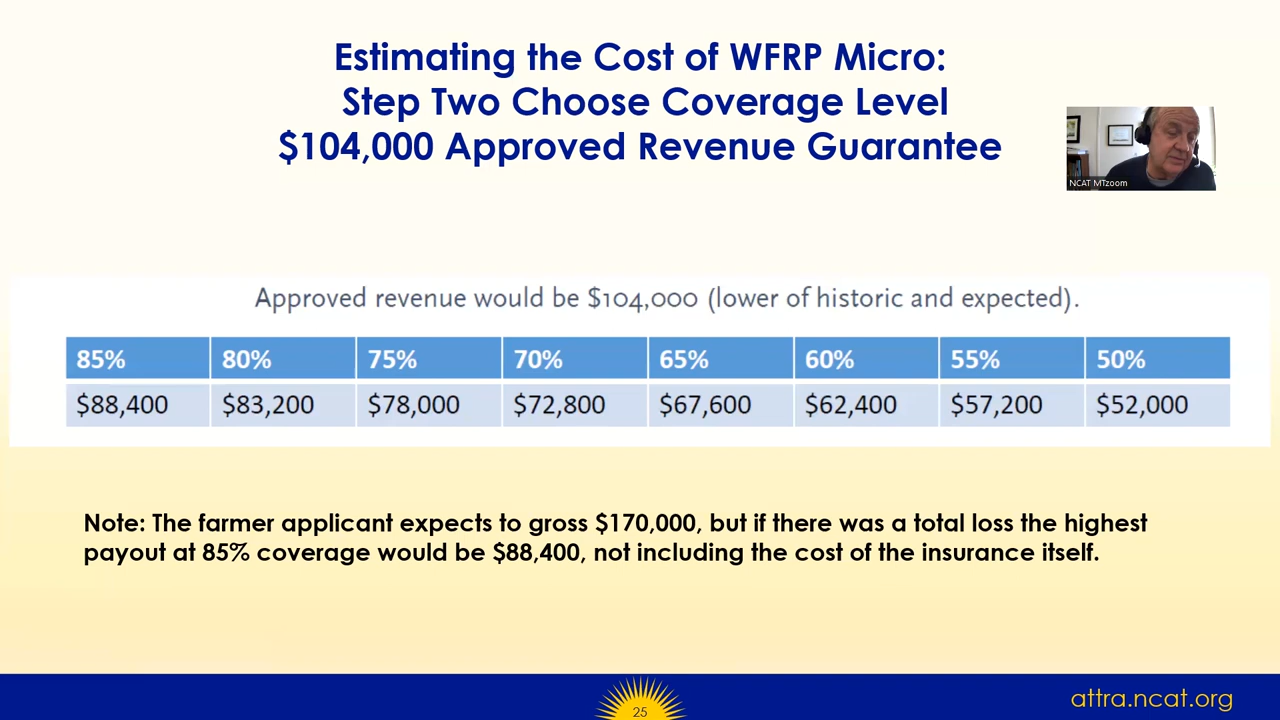 Estimating the Cost of WFRP Micro:
Step Two Choose Coverage Level
$104,000 Approved Revenue Guarantee
NCAT MTzoom
Approved revenue would be $104,000 (lower of historic and expected).
85% 80% 75% 70% 65% 60% 55% 50%
$88,400 $83,200 $78,000 $72,800 $67,600 $62,400 $57,200 $52,000
Note: The farmer applicant expects to gross $170,000, but if there was a total loss the highest
payout at 85% coverage would be $88,400, not including the cost of the insurance itself.
25
attra.ncat.org